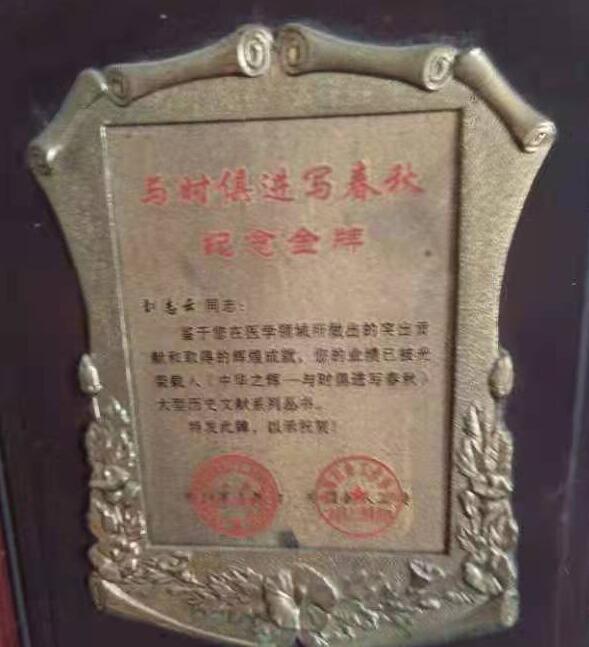 与时俱进写春秋
纪念金牌
志云同志：
鉴于您在医学领域所做出的突出贡
献和取得的辉煌成就，您的业绩已被光
荣载入《中华之辉—与时俱进写春秋》
大型历史文献系列丛书。
特发此牌，以示祝贺！